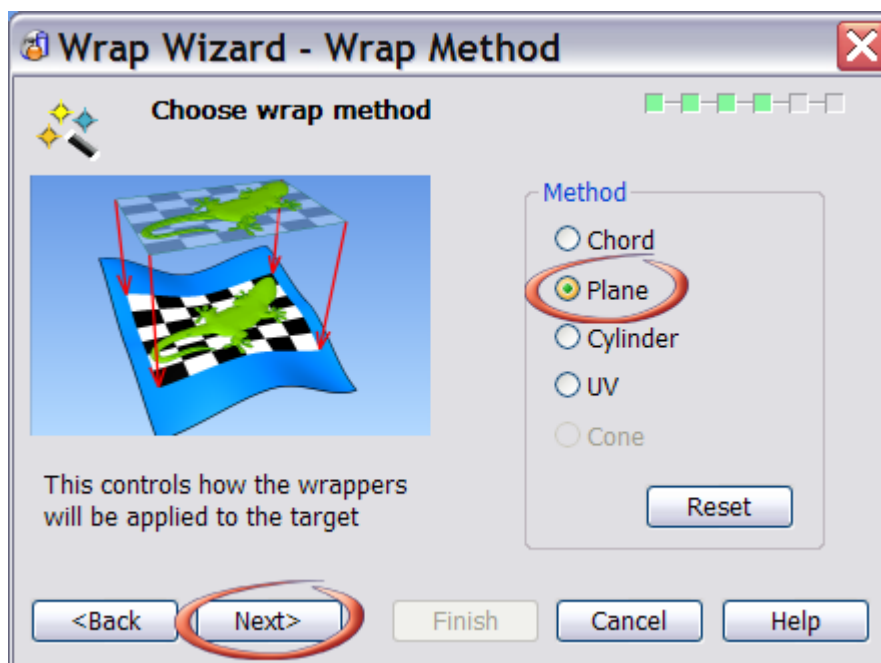 Wrap Wizard - Wrap Method
Choose wrap method
Method
Chord
Plane
Cylinder
UV
Cone
This controls how the wrappers
will be applied to the target
Reset
<Back
Next>
Finish
Cancel
Help